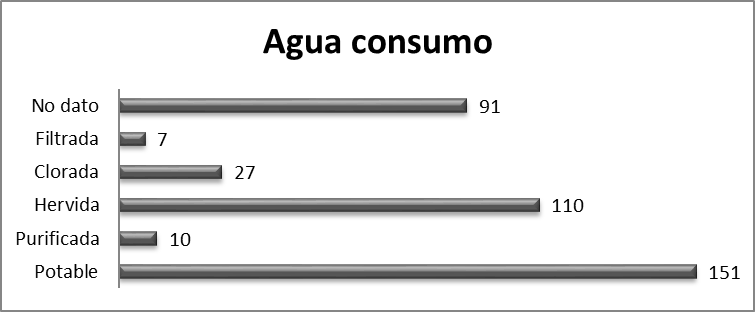 Agua consumo
No dato 91
Filtrada 7
Clorada 27
Hervida 110
Purificada 10
Potable 151